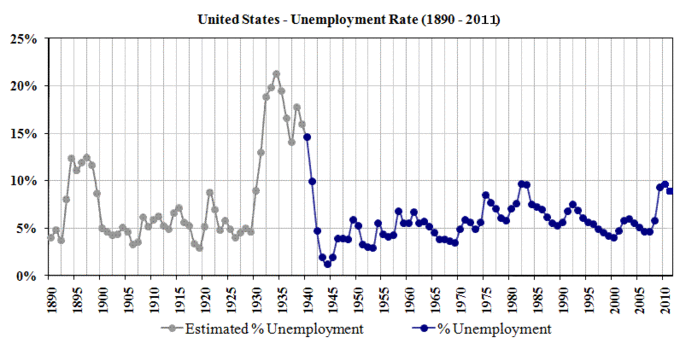 United States - Unemployment Rate (1890 - 2011)
25%
20%
15%
10%
5%
0%
1890 1895 1900 1905 1910 1915 1920 1925 1930 1935 1940 1945 1950 1955 1960 1965 1970 1975 1980 1985 1990 1995 2000 2005 2010
Estimated % Unemployment % Unemployment